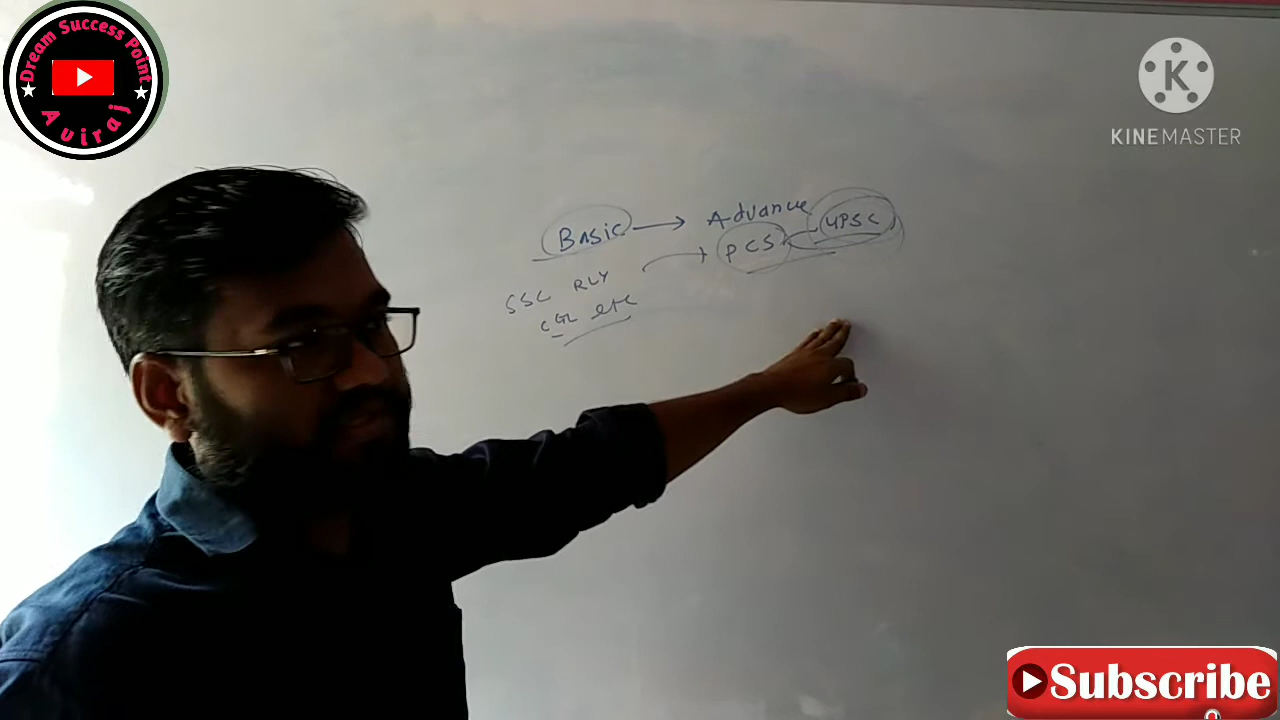 Dream Success Point
Aviraj
KINEMASTER
Basic → Advance UPSC
PCS
SSC RLY
CGL etc
Subscribe